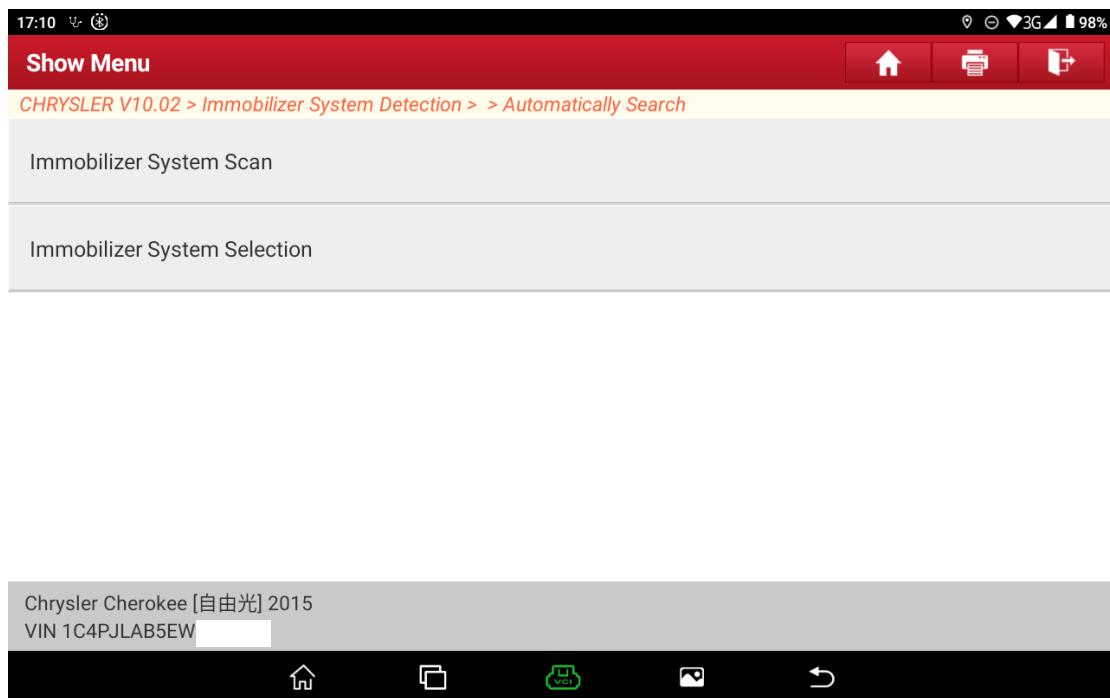 17:10 3G 98%
Show Menu
CHRYSLER V10.02 > Immobilizer System Detection > > Automatically Search
Immobilizer System Scan
Immobilizer System Selection
Chrysler Cherokee [自由光] 2015
VIN 1C4PJLAB5EW
VCI